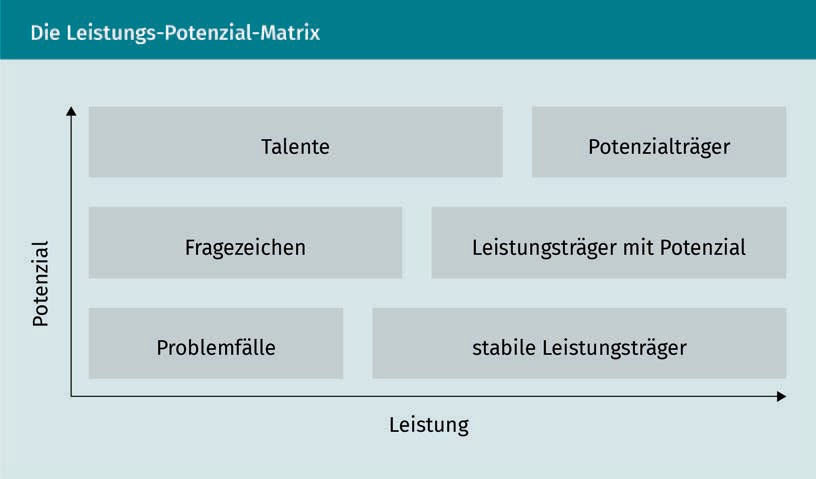 Die Leistungs-Potenzial-Matrix
Talente
Potenzialträger
Fragezeichen
Leistungsträger mit Potenzial
Problemfälle
stabile Leistungsträger
Potenzial
Leistung